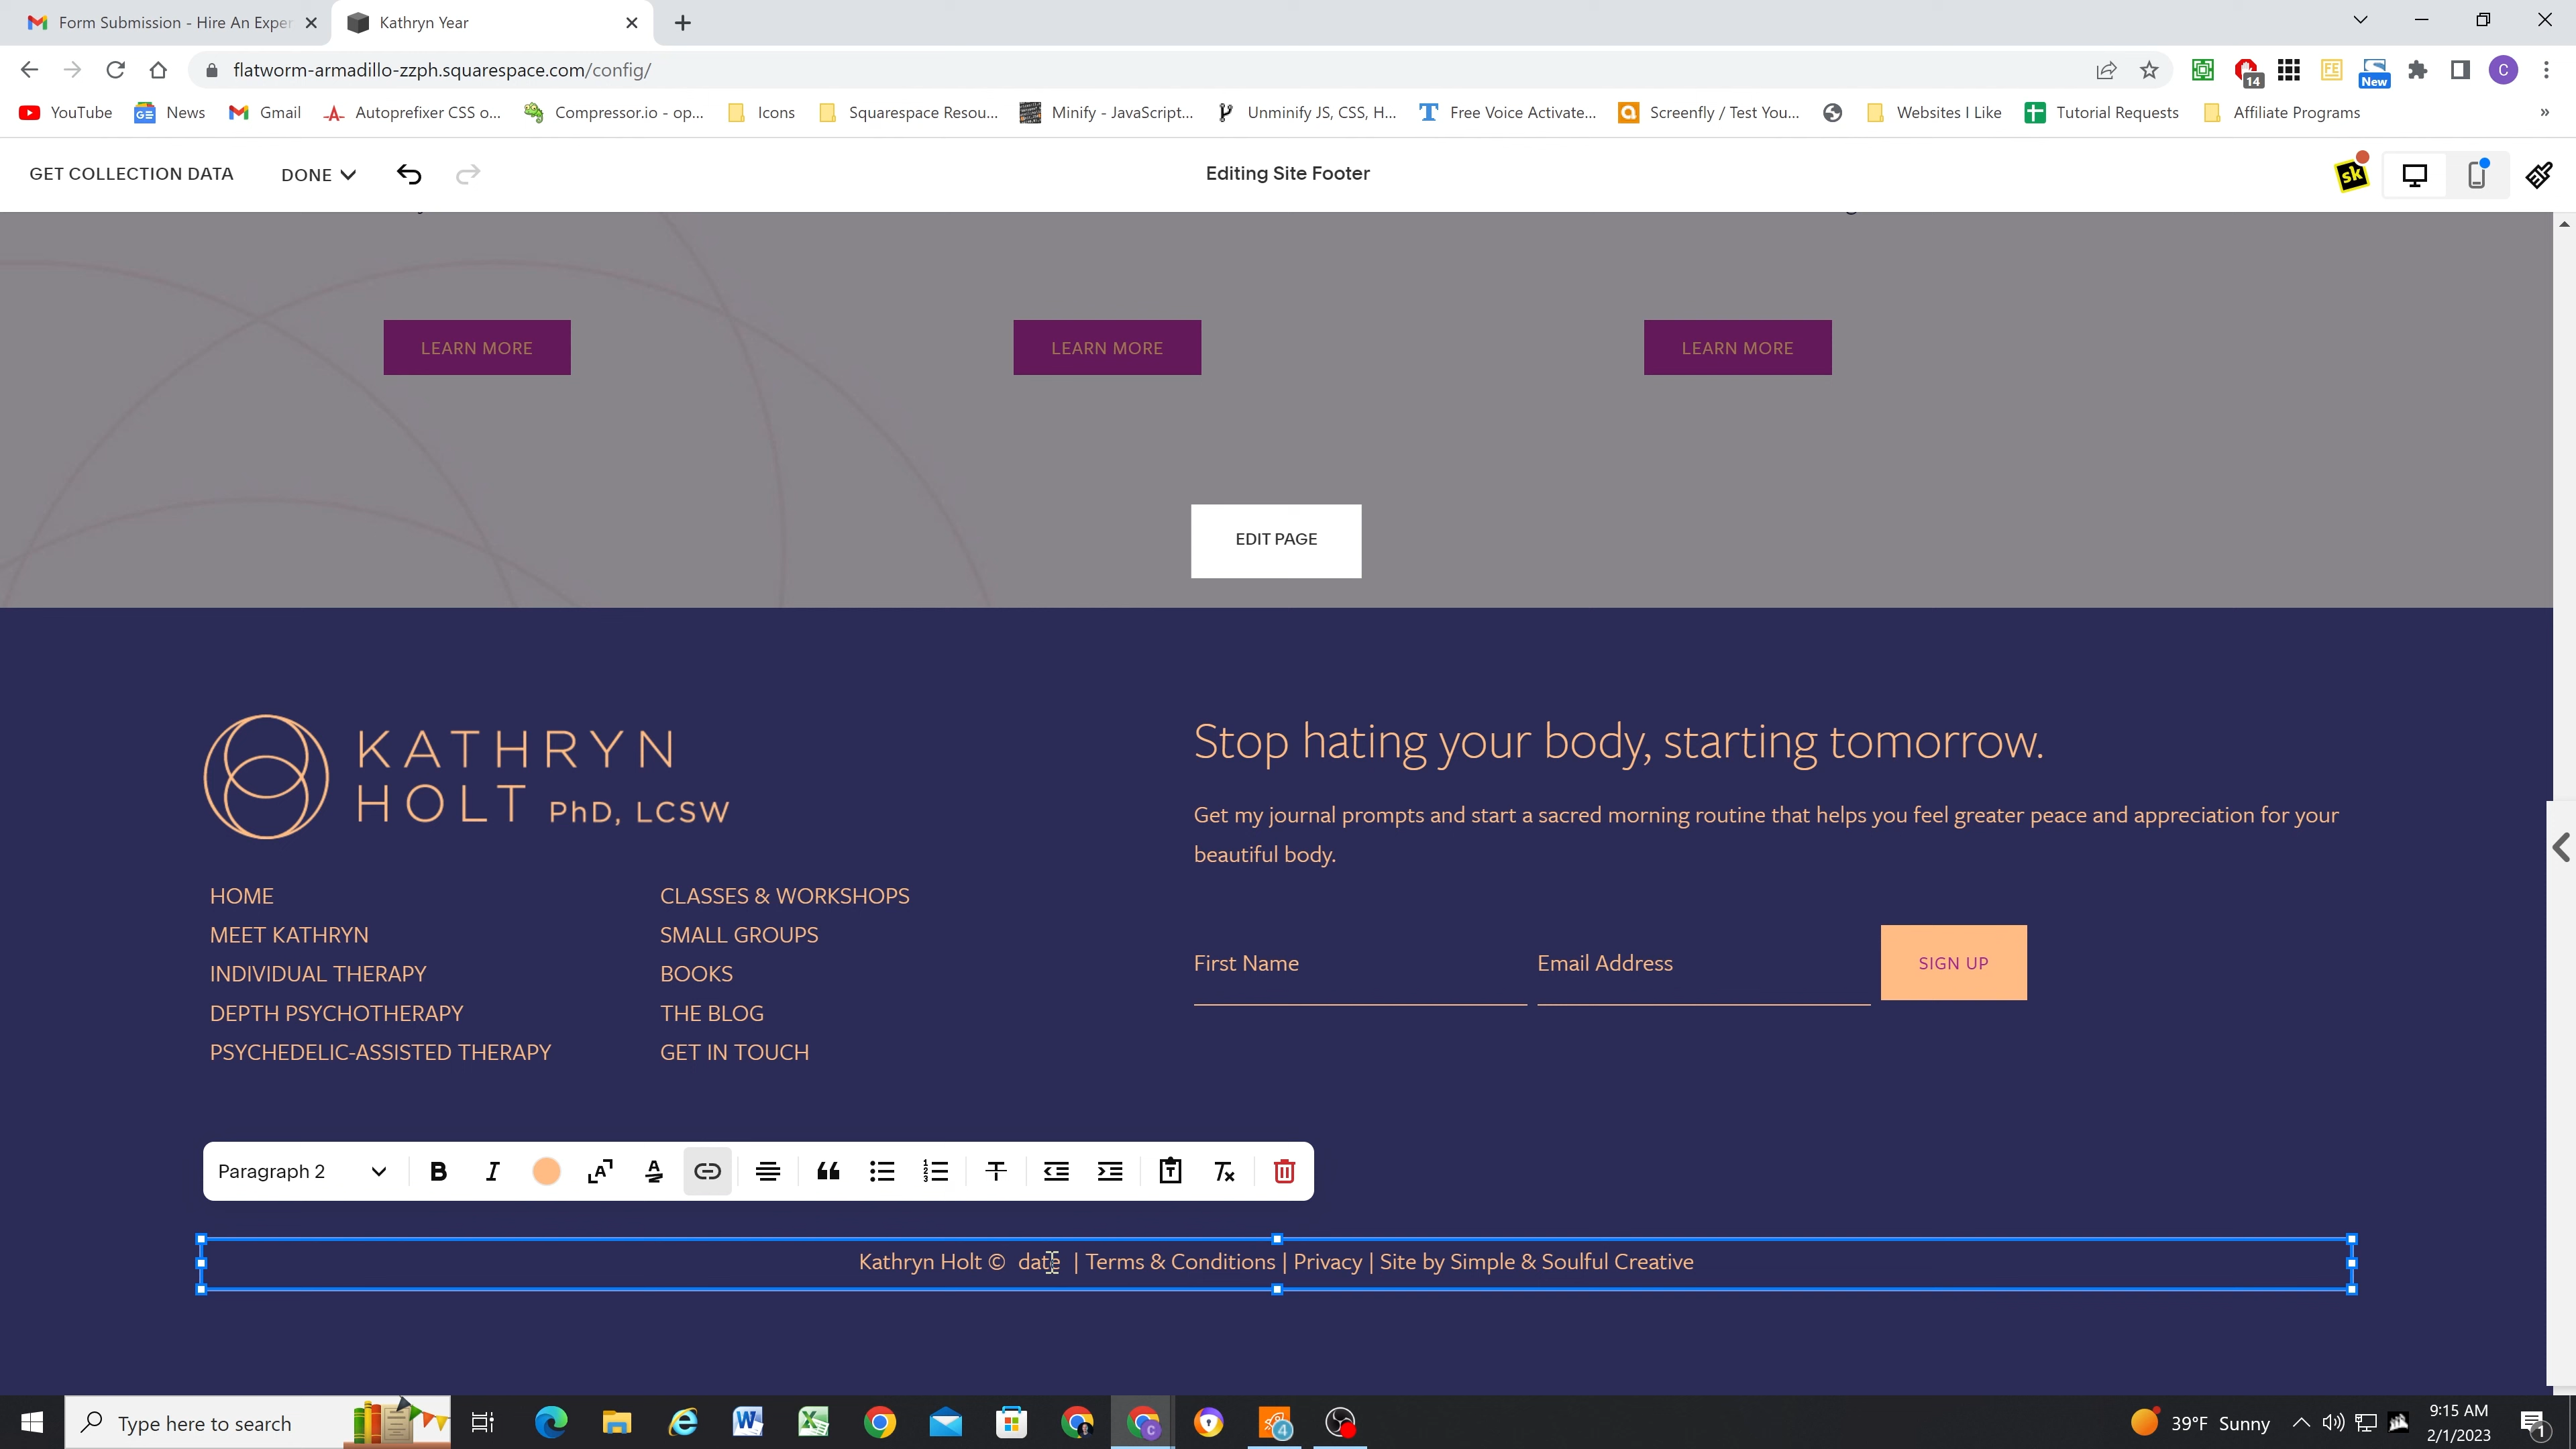 Form Submission - Hire An Exper
Kathryn Year
flatworm-armadillo-zzph.squarespace.com/config/
14
New
C
YouTube
News
Gmail
Autoprefixer CSS o...
Compressor.io - op...
Icons
Squarespace Resou...
Minify - JavaScript...
Unminify JS, CSS, H...
Free Voice Activate...
Screenfly / Test You...
Websites I Like
Tutorial Requests
Affiliate Programs
»
GET COLLECTION DATA
DONE
Editing Site Footer
sk
LEARN MORE
LEARN MORE
LEARN MORE
EDIT PAGE
KATHRYN
HOLT PhD, LCSW
Stop hating your body, starting tomorrow.
Get my journal prompts and start a sacred morning routine that helps you feel greater peace and appreciation for your
beautiful body.
HOME
MEET KATHRYN
INDIVIDUAL THERAPY
DEPTH PSYCHOTHERAPY
PSYCHEDELIC-ASSISTED THERAPY
CLASSES & WORKSHOPS
SMALL GROUPS
BOOKS
THE BLOG
GET IN TOUCH
First Name
Email Address
SIGN UP
Paragraph 2
Kathryn Holt © date | Terms & Conditions | Privacy | Site by Simple & Soulful Creative
Type here to search
4
39°F Sunny
9:15 AM
2/1/2023
1